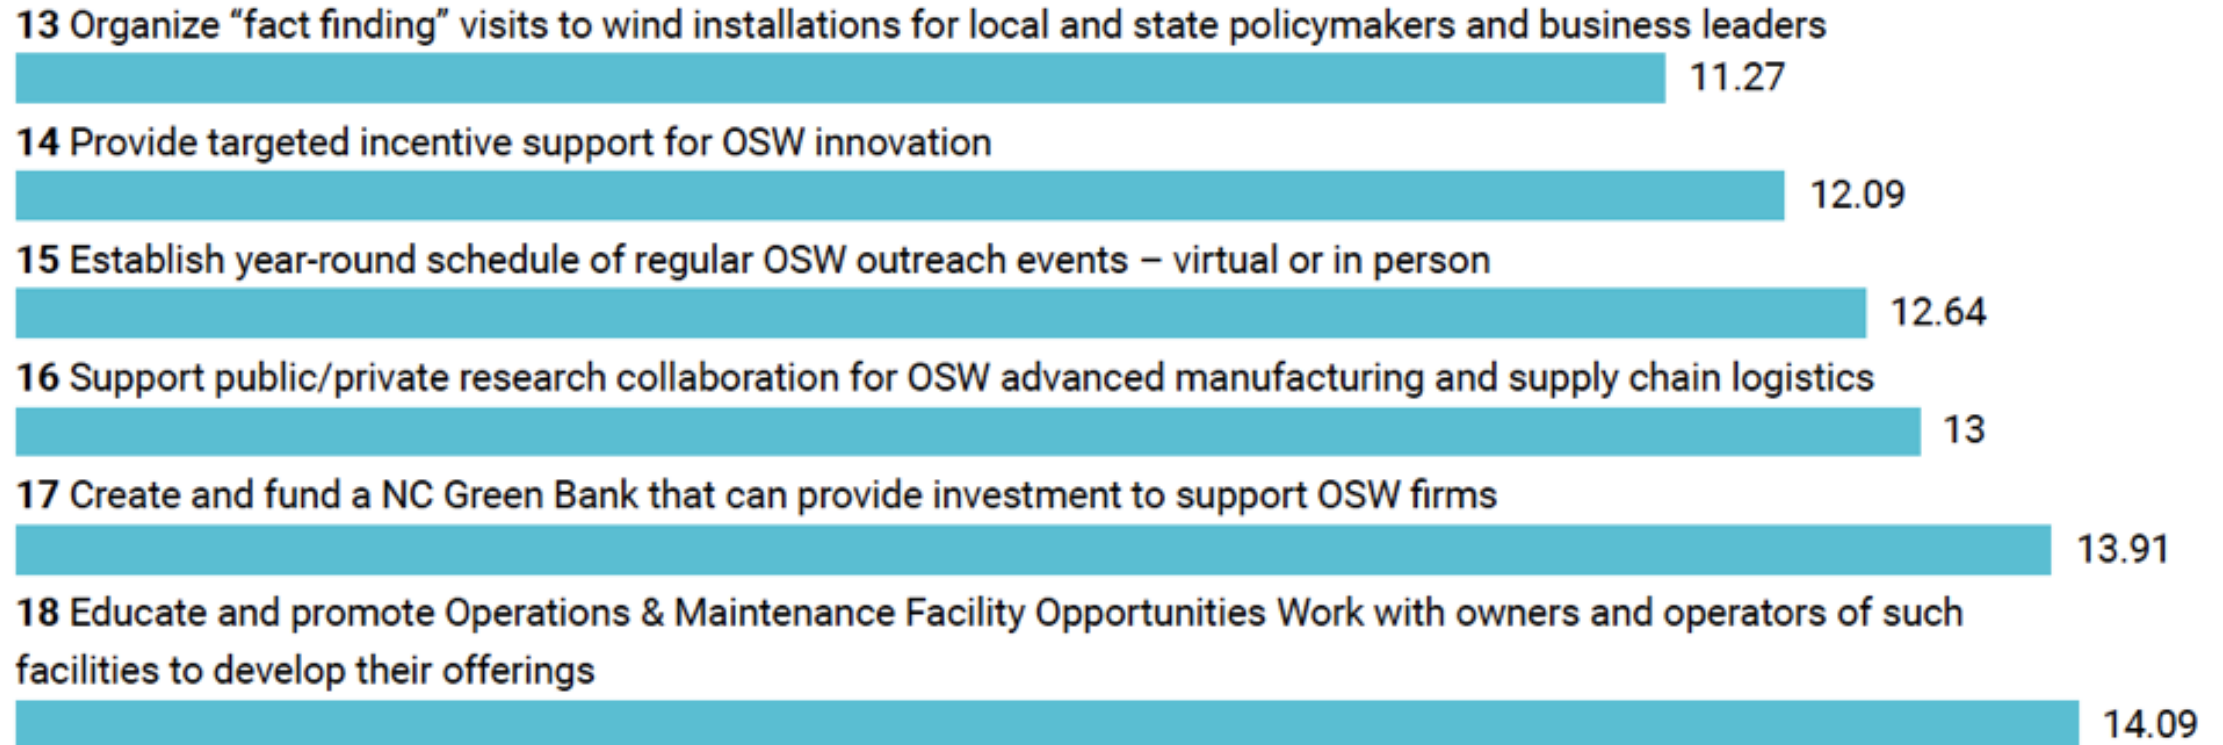 13 Organize “fact finding” visits to wind installations for local and state policymakers and business leaders
11.27
14 Provide targeted incentive support for OSW innovation
12.09
15 Establish year-round schedule of regular OSW outreach events – virtual or in person
12.64
16 Support public/private research collaboration for OSW advanced manufacturing and supply chain logistics
13
17 Create and fund a NC Green Bank that can provide investment to support OSW firms
13.91
18 Educate and promote Operations & Maintenance Facility Opportunities Work with owners and operators of such
facilities to develop their offerings
14.09